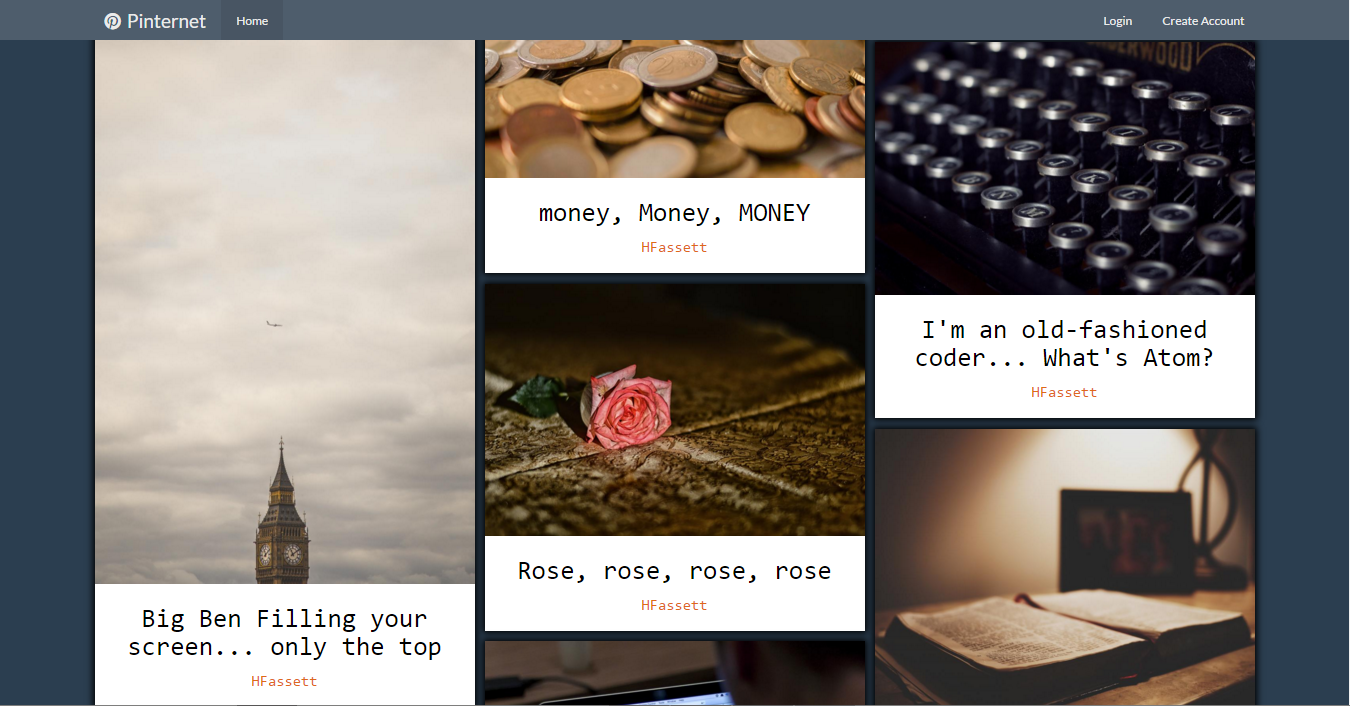 Pinternet
Home
Login
Create Account
money, Money, MONEY
HFassett
UNDERWOOD
I'm an old-fashioned
coder... What's Atom?
HFassett
Rose, rose, rose, rose
HFassett
Big Ben Filling your
screen... only the top
HFassett